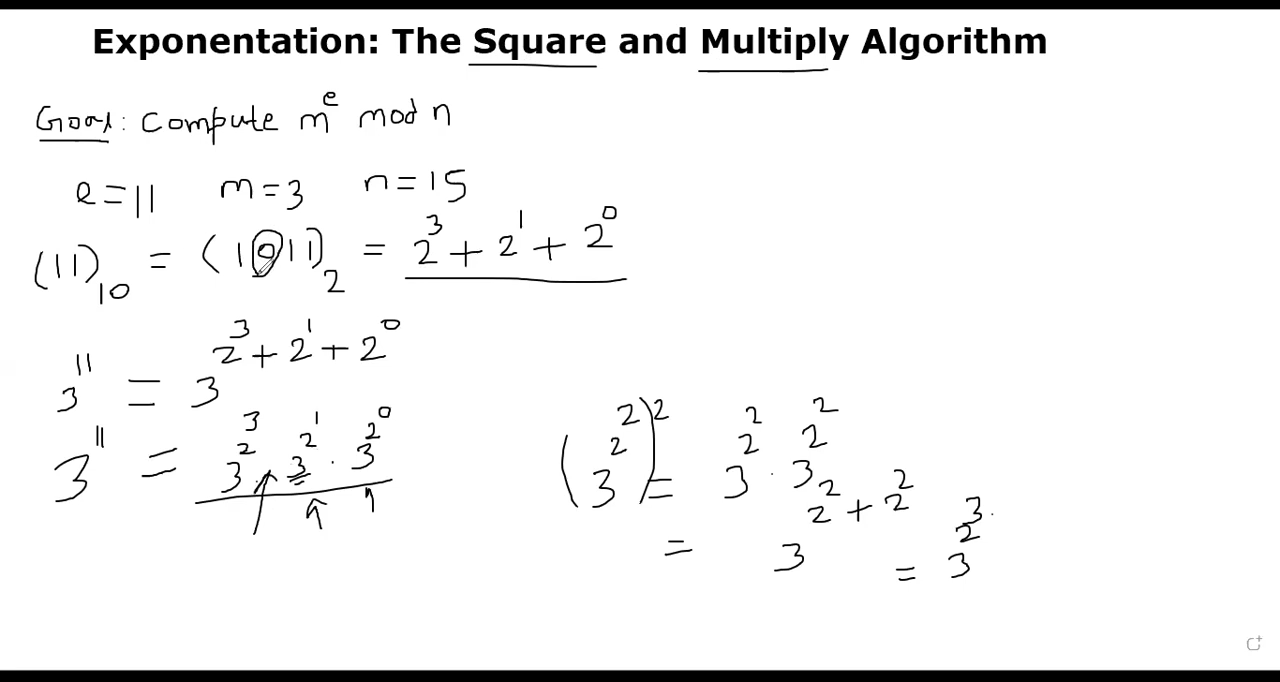 Exponentation: The Square and Multiply Algorithm
Goal: Compute m^e mod n
e = 11 m = 3 n = 15
(11)_10 = (1011)_2 = 2^3 + 2^1 + 2^0
3^11 = 3^(2^3 + 2^1 + 2^0)
3^11 = 3^(2^3) · 3^(2^1) · 3^(2^0)
(3^(2^2))^2 = 3^(2^2) · 3^(2^2)
= 3^(2^2 + 2^2) = 3^(2^3)